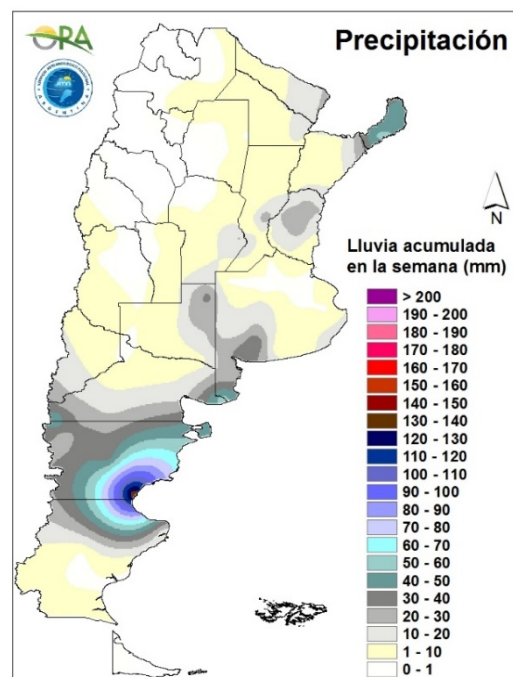 ORA
Precipitación
SMN
ARGENTINA
N
Lluvia acumulada
en la semana (mm)
> 200
190 - 200
180 - 190
170 - 180
160 - 170
150 - 160
140 - 150
130 - 140
120 - 130
110 - 120
100 - 110
90 - 100
80 - 90
70 - 80
60 - 70
50 - 60
40 - 50
30 - 40
20 - 30
10 - 20
1 - 10
0 - 1